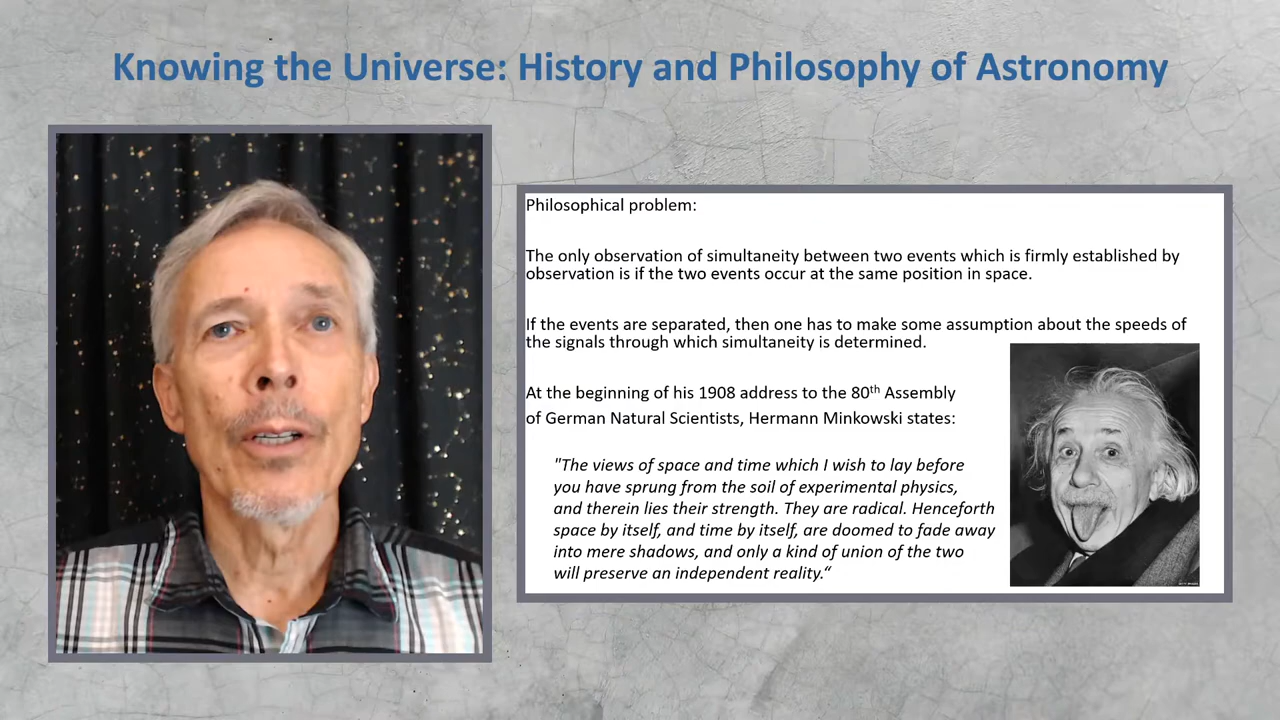 Knowing the Universe: History and Philosophy of Astronomy
Philosophical problem:
The only observation of simultaneity between two events which is firmly established by
observation is if the two events occur at the same position in space.
If the events are separated, then one has to make some assumption about the speeds of
the signals through which simultaneity is determined.
At the beginning of his 1908 address to the 80th Assembly
of German Natural Scientists, Hermann Minkowski states:
"The views of space and time which I wish to lay before
you have sprung from the soil of experimental physics,
and therein lies their strength. They are radical. Henceforth
space by itself, and time by itself, are doomed to fade away
into mere shadows, and only a kind of union of the two
will preserve an independent reality.“